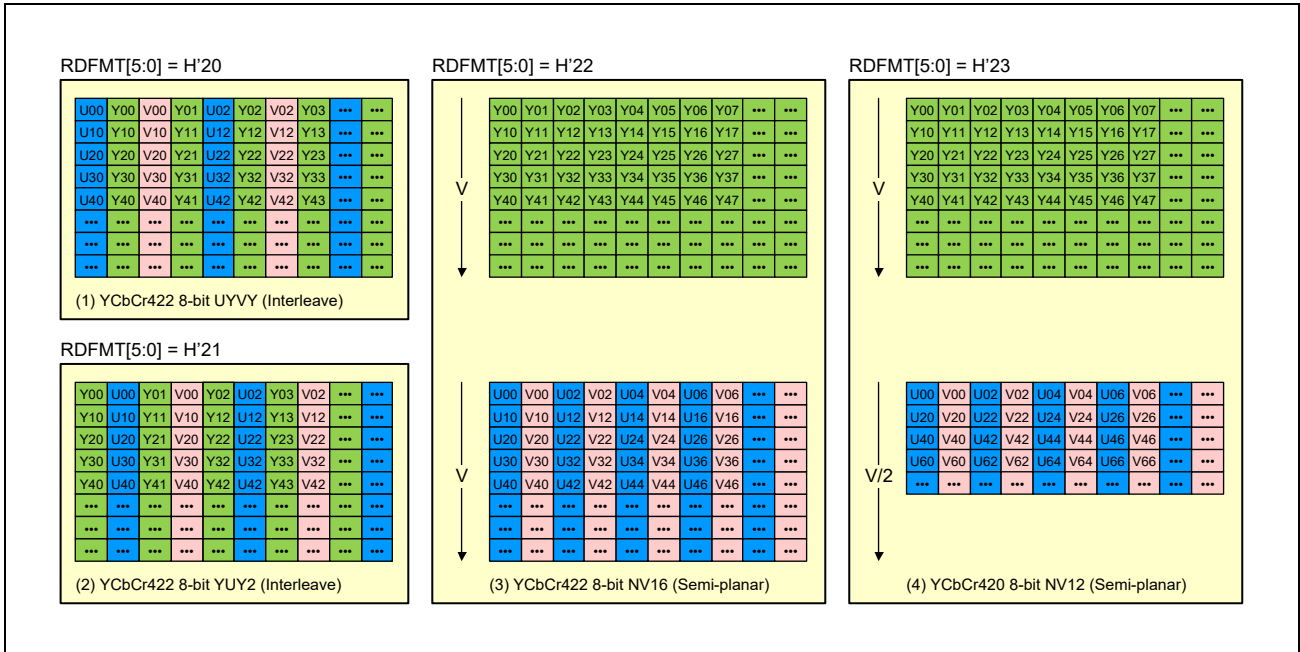 RDFMT[5:0] = H'20
U00 Y00 V00 Y01 U02 Y02 V02 Y03 ••• •••
U10 Y10 V10 Y11 U12 Y12 V12 Y13 ••• •••
U20 Y20 V20 Y21 U22 Y22 V22 Y23 ••• •••
U30 Y30 V30 Y31 U32 Y32 V32 Y33 ••• •••
U40 Y40 V40 Y41 U42 Y42 V42 Y43 ••• •••
••• ••• ••• ••• ••• ••• ••• ••• ••• •••
••• ••• ••• ••• ••• ••• ••• ••• ••• •••
••• ••• ••• ••• ••• ••• ••• ••• ••• •••
(1) YCbCr422 8-bit UYVY (Interleave)
RDFMT[5:0] = H'21
Y00 U00 Y01 V00 Y02 U02 Y03 V02 ••• •••
Y10 U10 Y11 V10 Y12 U12 Y13 V12 ••• •••
Y20 U20 Y21 V20 Y22 U22 Y23 V22 ••• •••
Y30 U30 Y31 V30 Y32 U32 Y33 V32 ••• •••
Y40 U40 Y41 V40 Y42 U42 Y43 V42 ••• •••
••• ••• ••• ••• ••• ••• ••• ••• ••• •••
••• ••• ••• ••• ••• ••• ••• ••• ••• •••
••• ••• ••• ••• ••• ••• ••• ••• ••• •••
(2) YCbCr422 8-bit YUY2 (Interleave)
RDFMT[5:0] = H'22
Y00 Y01 Y02 Y03 Y04 Y05 Y06 Y07 ••• •••
Y10 Y11 Y12 Y13 Y14 Y15 Y16 Y17 ••• •••
Y20 Y21 Y22 Y23 Y24 Y25 Y26 Y27 ••• •••
Y30 Y31 Y32 Y33 Y34 Y35 Y36 Y37 ••• •••
V
Y40 Y41 Y42 Y43 Y44 Y45 Y46 Y47 ••• •••
••• ••• ••• ••• ••• ••• ••• ••• ••• •••
••• ••• ••• ••• ••• ••• ••• ••• ••• •••
••• ••• ••• ••• ••• ••• ••• ••• ••• •••
U00 V00 U02 V02 U04 V04 U06 V06 ••• •••
U10 V10 U12 V12 U14 V14 U16 V16 ••• •••
U20 V20 U22 V22 U24 V24 U26 V26 ••• •••
U30 V30 U32 V32 U34 V34 U36 V36 ••• •••
V
U40 V40 U42 V42 U44 V44 U46 V46 ••• •••
••• ••• ••• ••• ••• ••• ••• ••• ••• •••
••• ••• ••• ••• ••• ••• ••• ••• ••• •••
••• ••• ••• ••• ••• ••• ••• ••• ••• •••
(3) YCbCr422 8-bit NV16 (Semi-planar)
RDFMT[5:0] = H'23
Y00 Y01 Y02 Y03 Y04 Y05 Y06 Y07 ••• •••
Y10 Y11 Y12 Y13 Y14 Y15 Y16 Y17 ••• •••
Y20 Y21 Y22 Y23 Y24 Y25 Y26 Y27 ••• •••
Y30 Y31 Y32 Y33 Y34 Y35 Y36 Y37 ••• •••
V
Y40 Y41 Y42 Y43 Y44 Y45 Y46 Y47 ••• •••
••• ••• ••• ••• ••• ••• ••• ••• ••• •••
••• ••• ••• ••• ••• ••• ••• ••• ••• •••
••• ••• ••• ••• ••• ••• ••• ••• ••• •••
U00 V00 U02 V02 U04 V04 U06 V06 ••• •••
U20 V20 U22 V22 U24 V24 U26 V26 ••• •••
U40 V40 U42 V42 U44 V44 U46 V46 ••• •••
U60 V60 U62 V62 U64 V64 U66 V66 ••• •••
V/2
••• ••• ••• ••• ••• ••• ••• ••• ••• •••
(4) YCbCr420 8-bit NV12 (Semi-planar)